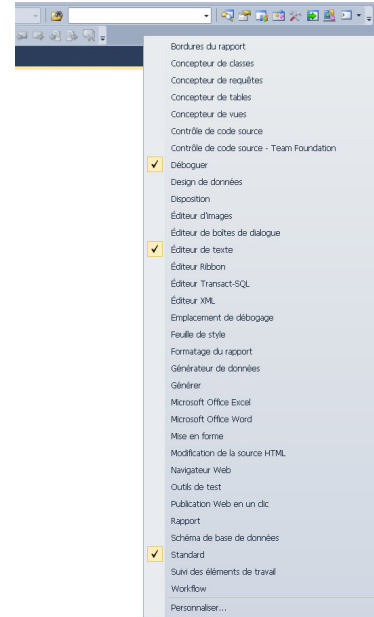 Bordures du rapport
Concepteur de classes
Concepteur de requêtes
Concepteur de tables
Concepteur de vues
Contrôle de code source
Contrôle de code source - Team Foundation
Déboguer
Design de données
Disposition
Éditeur d'images
Éditeur de boîtes de dialogue
Éditeur de texte
Éditeur Ribbon
Éditeur Transact-SQL
Éditeur XML
Emplacement de débogage
Feuille de style
Formatage du rapport
Générateur de données
Générer
Microsoft Office Excel
Microsoft Office Word
Mise en forme
Modification de la source HTML
Navigateur Web
Outils de test
Publication Web en un clic
Rapport
Schéma de base de données
Standard
Suivi des éléments de travail
Workflow
Personnaliser...